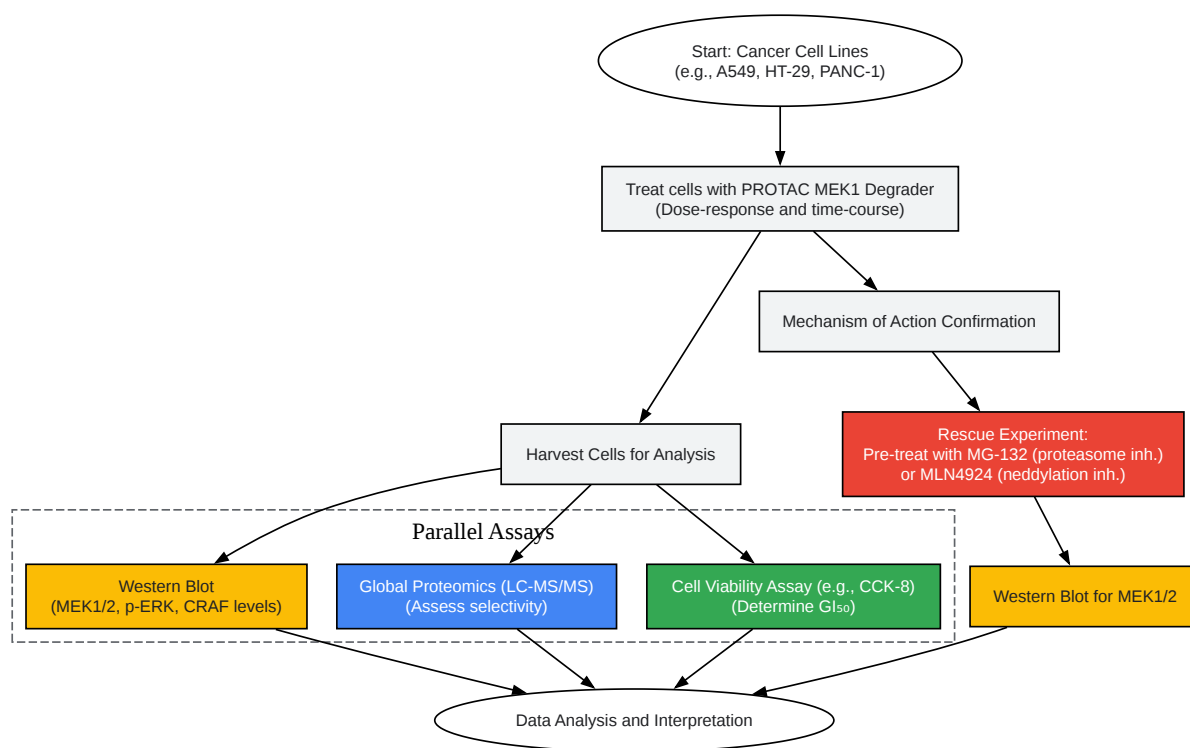 Start: Cancer Cell Lines
(e.g., A549, HT-29, PANC-1)
Treat cells with PROTAC MEK1 Degrader
(Dose-response and time-course)
Mechanism of Action Confirmation
Harvest Cells for Analysis
Rescue Experiment:
Pre-treat with MG-132 (proteasome inh.)
or MLN4924 (neddylation inh.)
Parallel Assays
Western Blot
(MEK1/2, p-ERK, CRAF levels)
Global Proteomics (LC-MS/MS)
(Assess selectivity)
Cell Viability Assay (e.g., CCK-8)
(Determine GI₅₀)
Western Blot for MEK1/2
Data Analysis and Interpretation